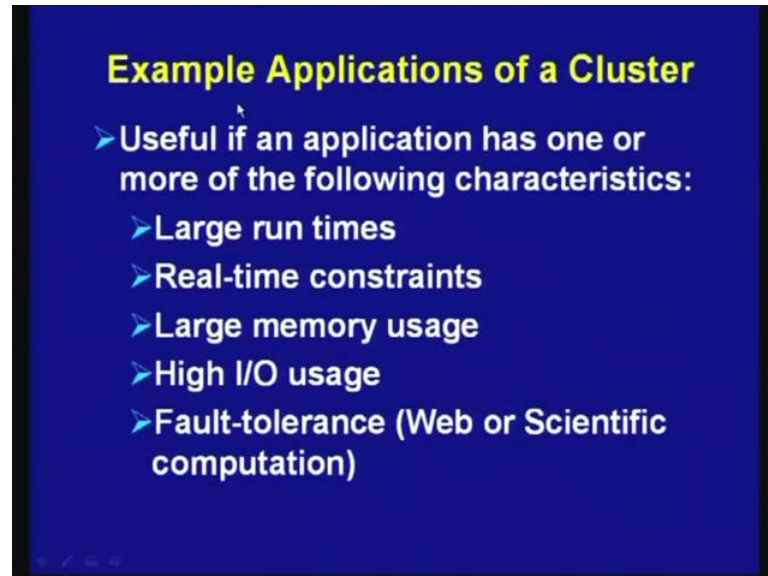 Example Applications of a Cluster
➢Useful if an application has one or
more of the following characteristics:
➢Large run times
➢Real-time constraints
➢Large memory usage
➢High I/O usage
➢Fault-tolerance (Web or Scientific
computation)